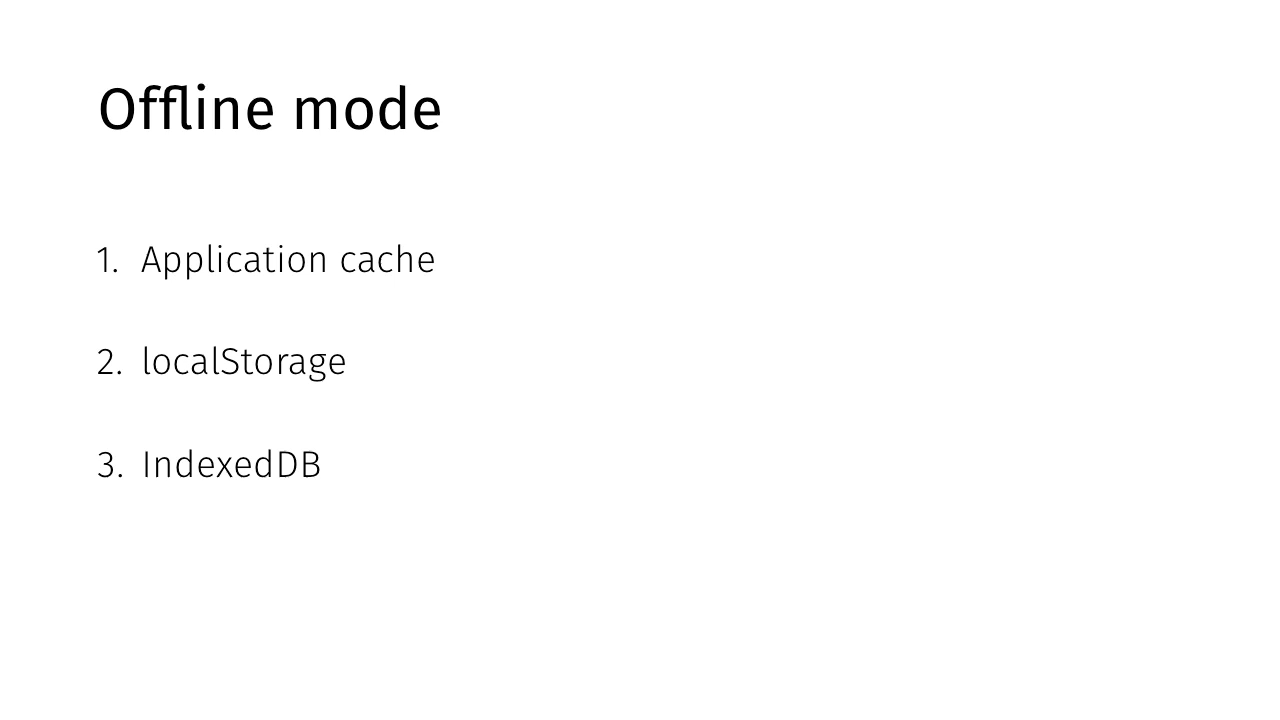 Offline mode
1. Application cache
2. localStorage
3. IndexedDB